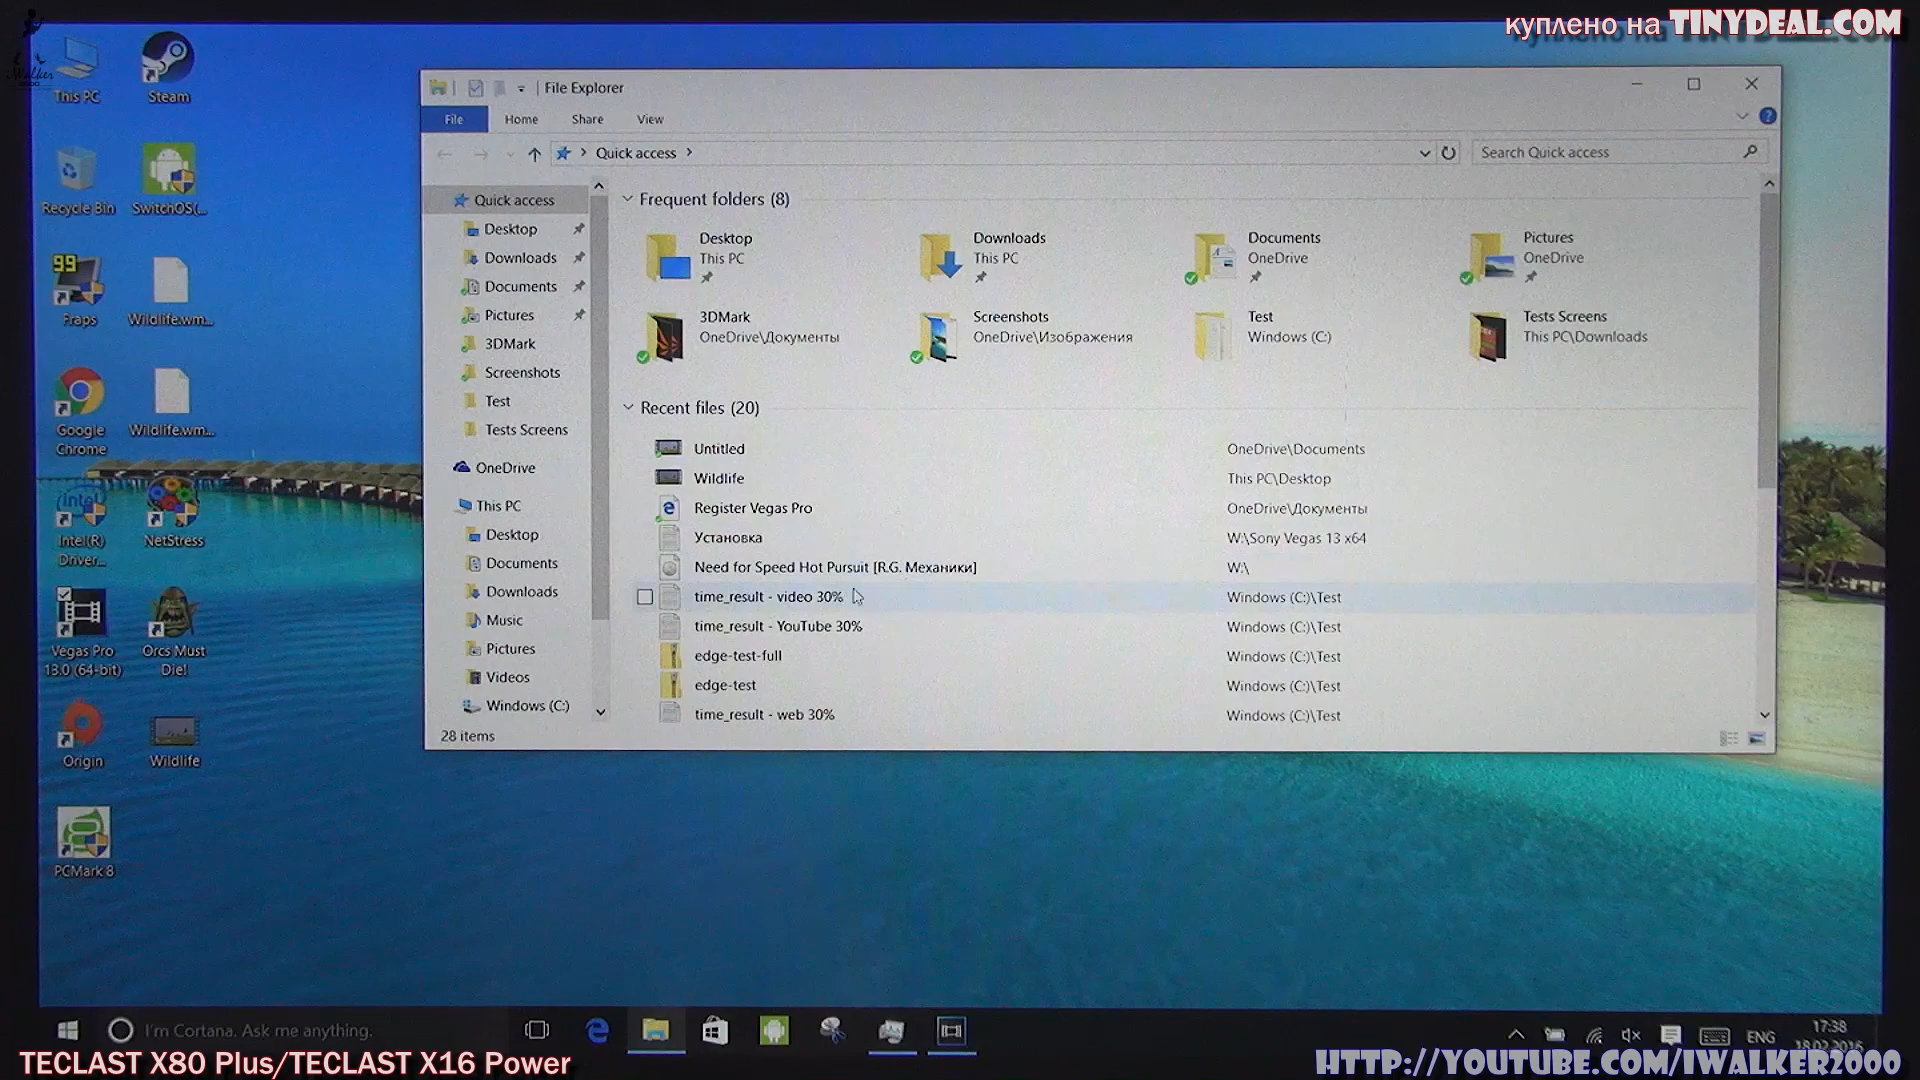 куплено на TINYDEAL.COM
This PC
Steam
Recycle Bin
SwitchOS(...
99
Fraps
Wildlife.wm...
Google
Chrome
Wildlife.wm...
intel
Intel(R)
Driver...
NetStress
Vegas Pro
13.0 (64-bit)
Orcs Must
Die!
Origin
Wildlife
PCMark 8
File Explorer
File
Home
Share
View
Quick access
Search Quick access
Quick access
Desktop
Downloads
Documents
Pictures
3DMark
Screenshots
Test
Tests Screens
OneDrive
This PC
Desktop
Documents
Downloads
Music
Pictures
Videos
Windows (C:)
Frequent folders (8)
Desktop
This PC
Downloads
This PC
Documents
OneDrive
Pictures
OneDrive
3DMark
OneDrive\Документы
Screenshots
OneDrive\Изображения
Test
Windows (C:)
Tests Screens
This PC\Downloads
Recent files (20)
Untitled OneDrive\Documents
Wildlife This PC\Desktop
Register Vegas Pro OneDrive\Документы
Установка W:\Sony Vegas 13 x64
Need for Speed Hot Pursuit [R.G. Механики] W:\
time_result - video 30% Windows (C:)\Test
time_result - YouTube 30% Windows (C:)\Test
edge-test-full Windows (C:)\Test
edge-test Windows (C:)\Test
time_result - web 30% Windows (C:)\Test
28 items
I'm Cortana. Ask me anything.
ENG
17:38
18.02.2016
TECLAST X80 Plus/TECLAST X16 Power
HTTP://YOUTUBE.COM/IWALKER2000